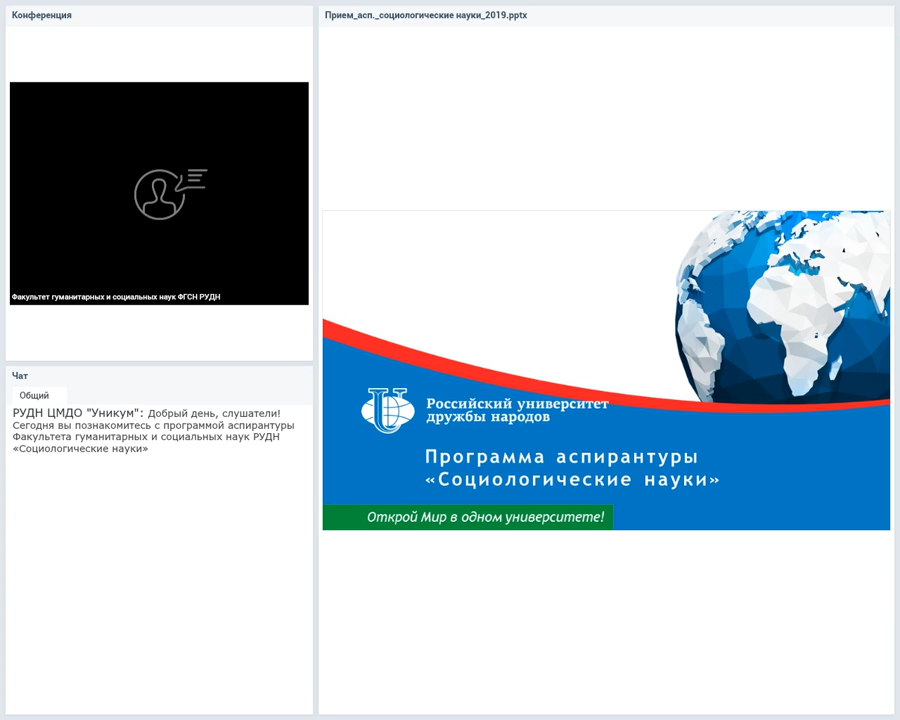 Конференция
Факультет гуманитарных и социальных наук ФГСН РУДН
Чат
Общий
РУДН ЦМДО "Уникум": Добрый день, слушатели!
Сегодня вы познакомитесь с программой аспирантуры
Факультета гуманитарных и социальных наук РУДН
«Социологические науки»
Прием_асп._социологические науки_2019.pptx
Российский университет
дружбы народов
Программа аспирантуры
«Социологические науки»
Открой Мир в одном университете!